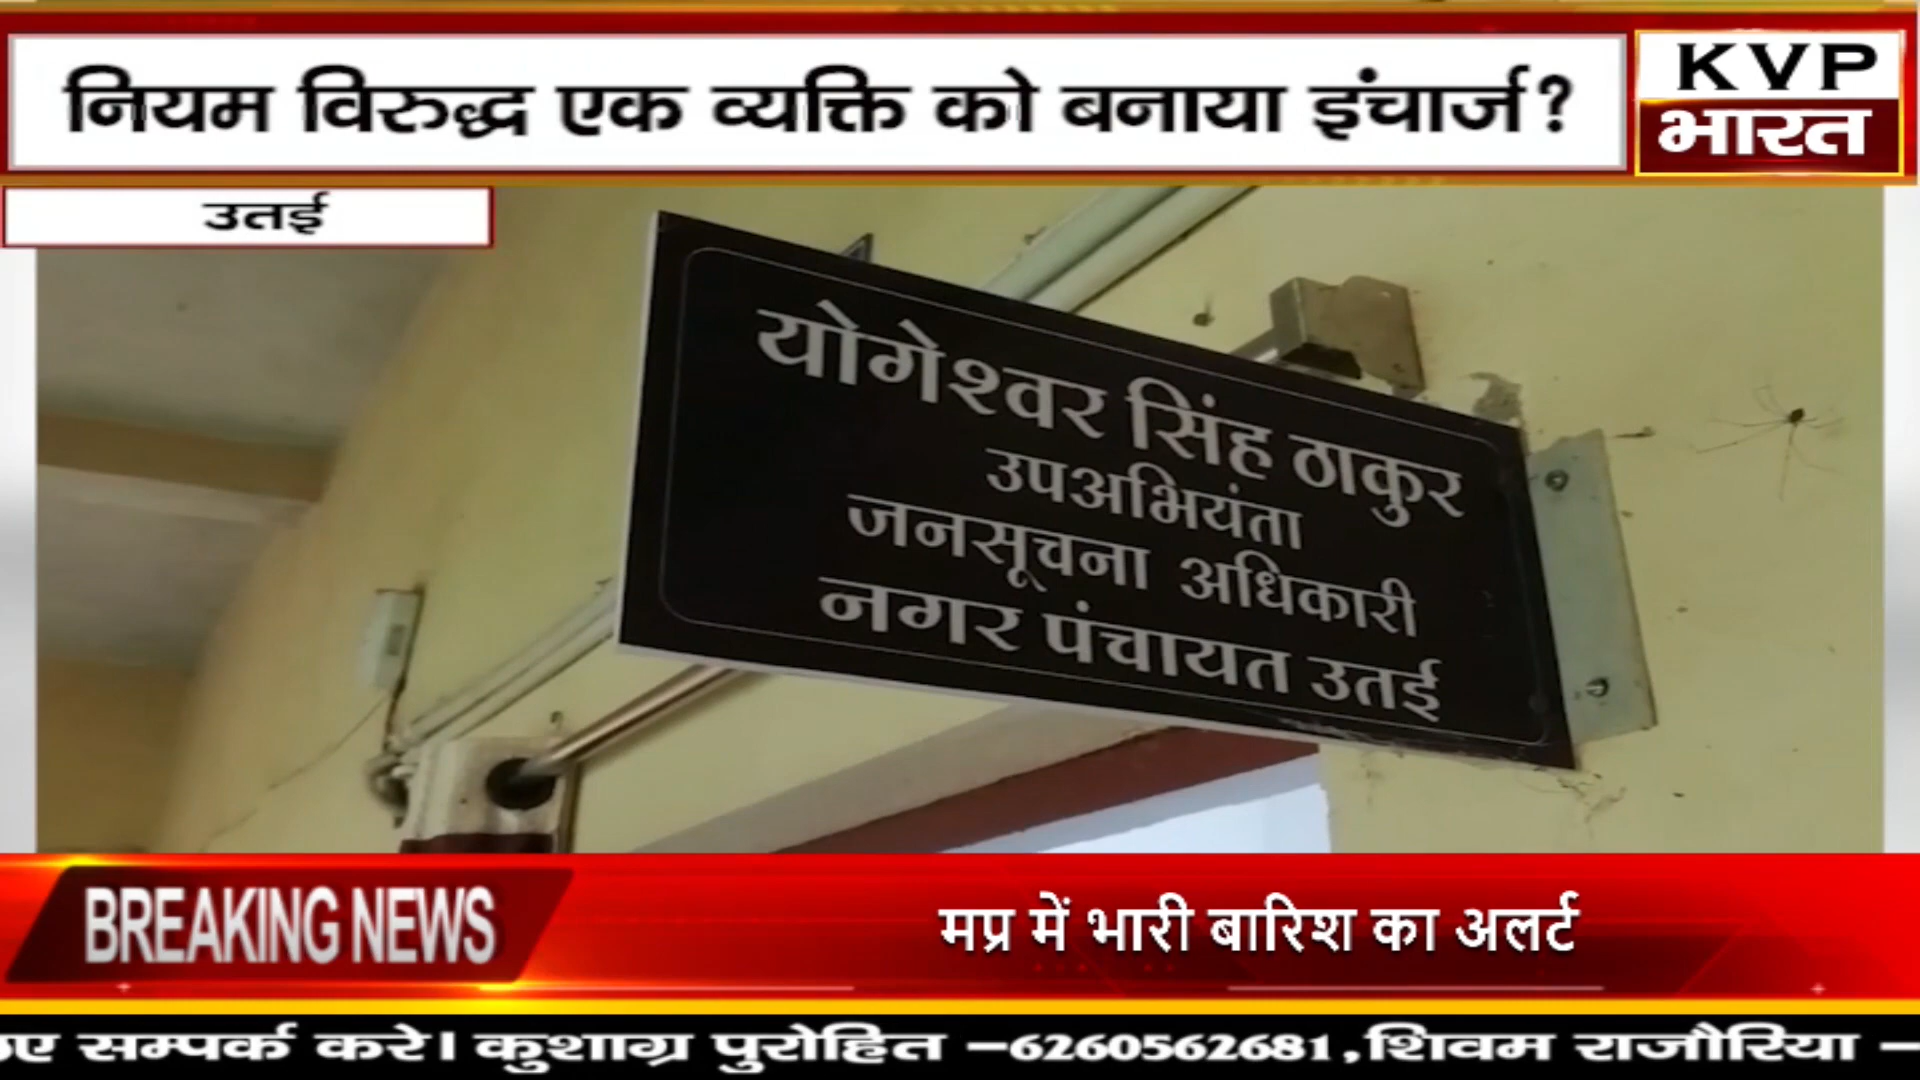 नियम विरुद्ध एक व्यक्ति को बनाया इंचार्ज?
KVP
भारत
उतई
योगेश्वर सिंह ठाकुर
उपअभियंता
जनसूचना अधिकारी
नगर पंचायत उतई
BREAKING NEWS
मप्र में भारी बारिश का अलर्ट
सम्पर्क करे। कुशाग्र पुरोहित –6260562681,शिवम राजौरिया –